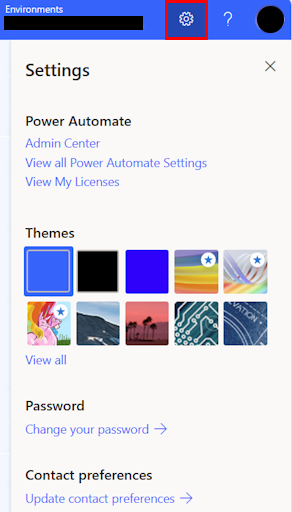 Environments
?
Settings
Power Automate
Admin Center
View all Power Automate Settings
View My Licenses
Themes
View all
Password
Change your password →
Contact preferences
Update contact preferences →